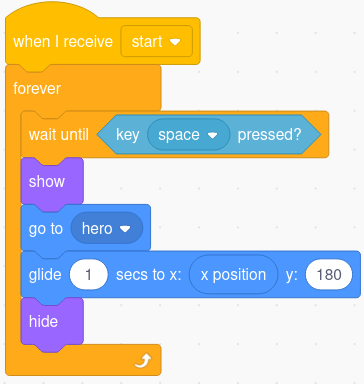 when I receive start
forever
wait until key space pressed?
show
go to hero
glide 1 secs to x: x position y: 180
hide